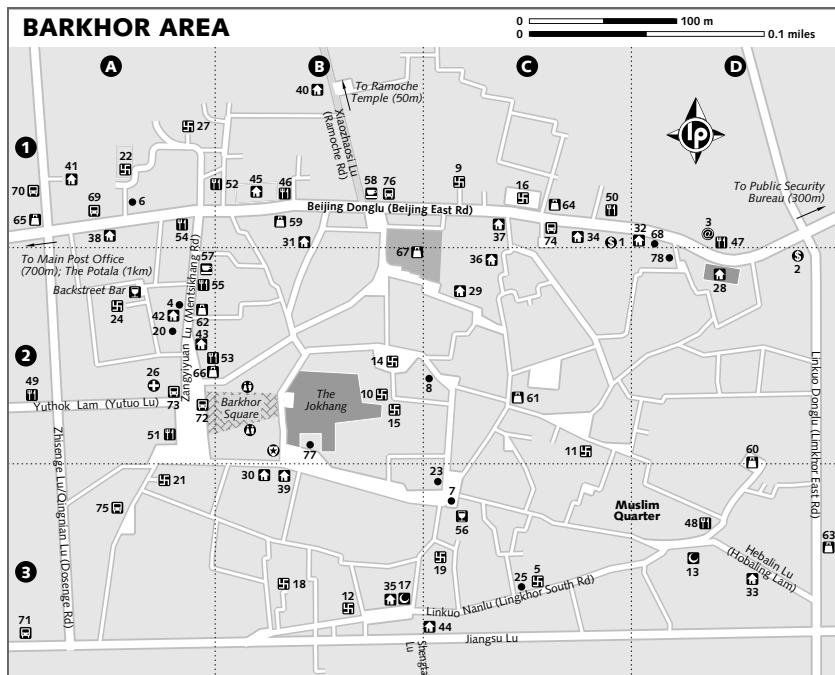 BARKHOR AREA
0 100 m
0 0.1 miles
A B C D
40
To Ramoche
Temple (50m)
Xiaozhaosi Lu
(Ramoche Rd)
lp
1
27
41
22
9
16
70
69
6
52
45
46
58
76
64
50
To Public Security
Bureau (300m)
65
38
54
Beijing Donglu (Beijing East Rd)
59
31
37
74
34
1
32
68
3
47
2
67
36
78
28
29
To Main Post Office
(700m); The Potala (1km)
57
Backstreet Bar
55
24
4
42
20
62
43
Zangyiyuan Lu (Mentsikhang Rd)
2
53
66
26
49
73
72
Yuthok Lam (Yutuo Lu)
Barkhor
Square
The
Jokhang
14
10
15
8
61
51
77
11
60
Linkuo Donglu (Limkhor East Rd)
Zhisenge Lu/Qingnian Lu (Dosenge Rd)
21
30
39
23
7
75
56
Muslim
Quarter
48
63
3
18
12
35
17
19
25
5
13
33
Hebalin Lu
(Hobaling Lam)
Linkuo Nanlu (Lingkhor South Rd)
71
44
Jiangsu Lu
Shengta
Lu